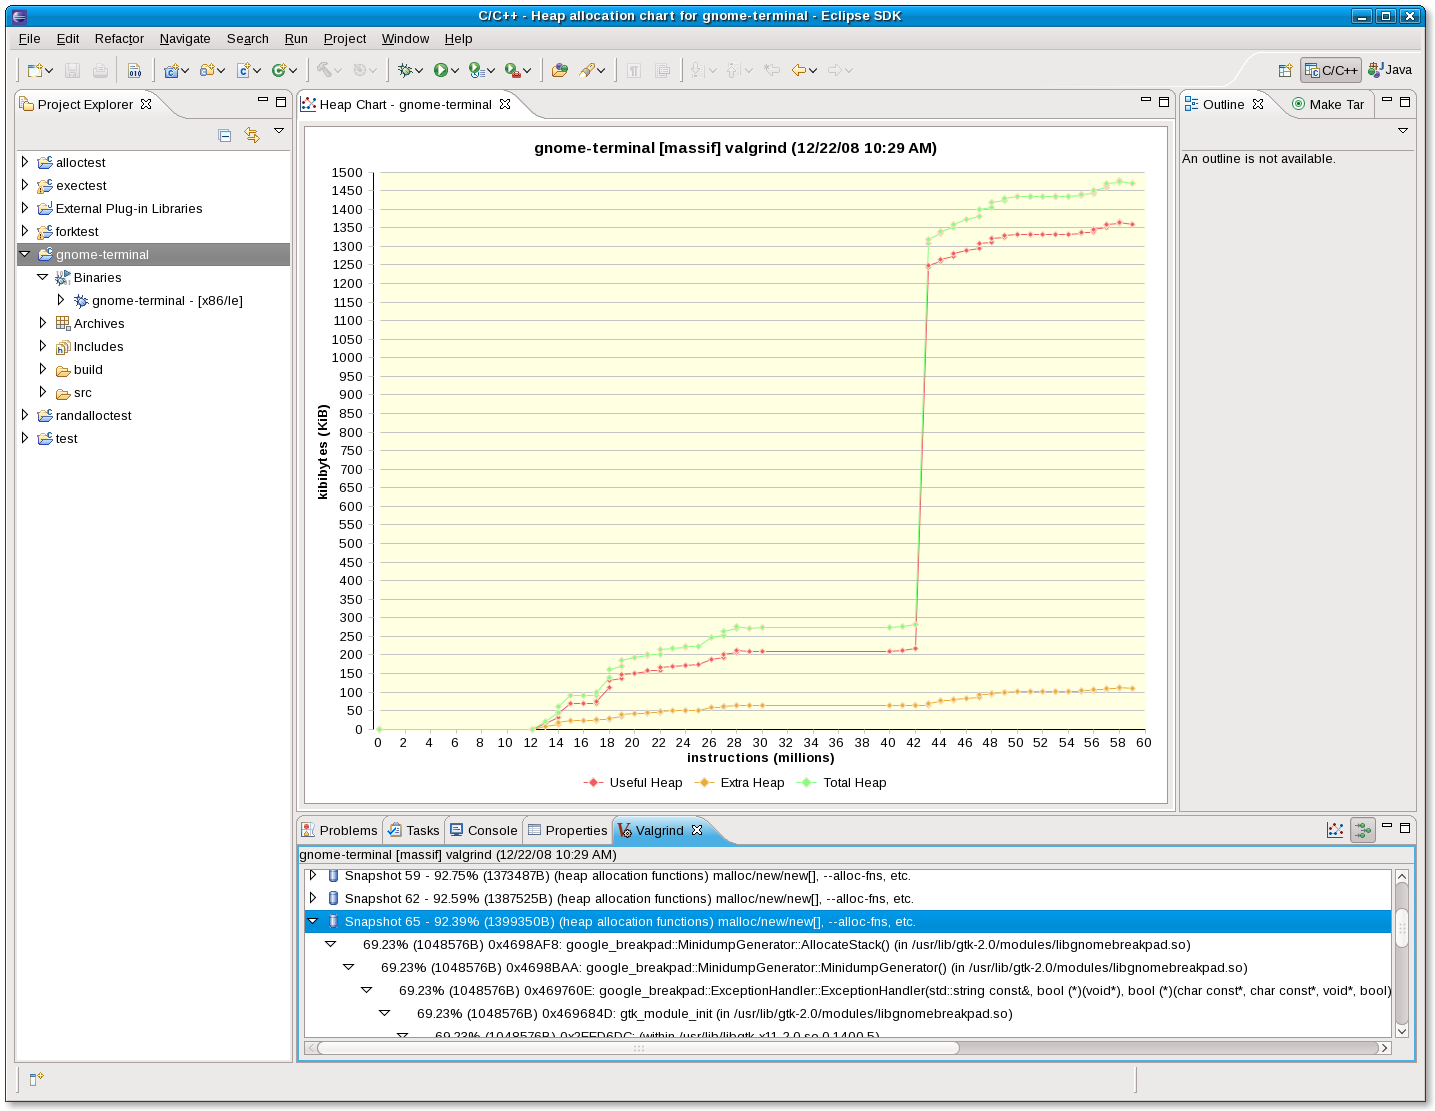 C/C++ - Heap allocation chart for gnome-terminal - Eclipse SDK
File Edit Refactor Navigate Search Run Project Window Help
C/C++ Java
Project Explorer
alloctest
exectest
External Plug-in Libraries
forktest
gnome-terminal
Binaries
gnome-terminal - [x86/le]
Archives
Includes
build
src
randalloctest
test
Heap Chart - gnome-terminal
gnome-terminal [massif] valgrind (12/22/08 10:29 AM)
kibibytes (KiB)
1500
1450
1400
1350
1300
1250
1200
1150
1100
1050
1000
950
900
850
800
750
700
650
600
550
500
450
400
350
300
250
200
150
100
50
0
0 2 4 6 8 10 12 14 16 18 20 22 24 26 28 30 32 34 36 38 40 42 44 46 48 50 52 54 56 58 60
instructions (millions)
Useful Heap Extra Heap Total Heap
Outline Make Tar
An outline is not available.
Problems Tasks Console Properties Valgrind
gnome-terminal [massif] valgrind (12/22/08 10:29 AM)
Snapshot 59 - 92.75% (1373487B) (heap allocation functions) malloc/new/new[], --alloc-fns, etc.
Snapshot 62 - 92.59% (1387525B) (heap allocation functions) malloc/new/new[], --alloc-fns, etc.
Snapshot 65 - 92.39% (1399350B) (heap allocation functions) malloc/new/new[], --alloc-fns, etc.
69.23% (1048576B) 0x4698AF8: google_breakpad::MinidumpGenerator::AllocateStack() (in /usr/lib/gtk-2.0/modules/libgnomebreakpad.so)
69.23% (1048576B) 0x4698BAA: google_breakpad::MinidumpGenerator::MinidumpGenerator() (in /usr/lib/gtk-2.0/modules/libgnomebreakpad.so)
69.23% (1048576B) 0x469760E: google_breakpad::ExceptionHandler::ExceptionHandler(std::string const&, bool (*)(void*), bool (*)(char const*, char const*, void*, bool)
69.23% (1048576B) 0x469684D: gtk_module_init (in /usr/lib/gtk-2.0/modules/libgnomebreakpad.so)
69.23% (1048576B)